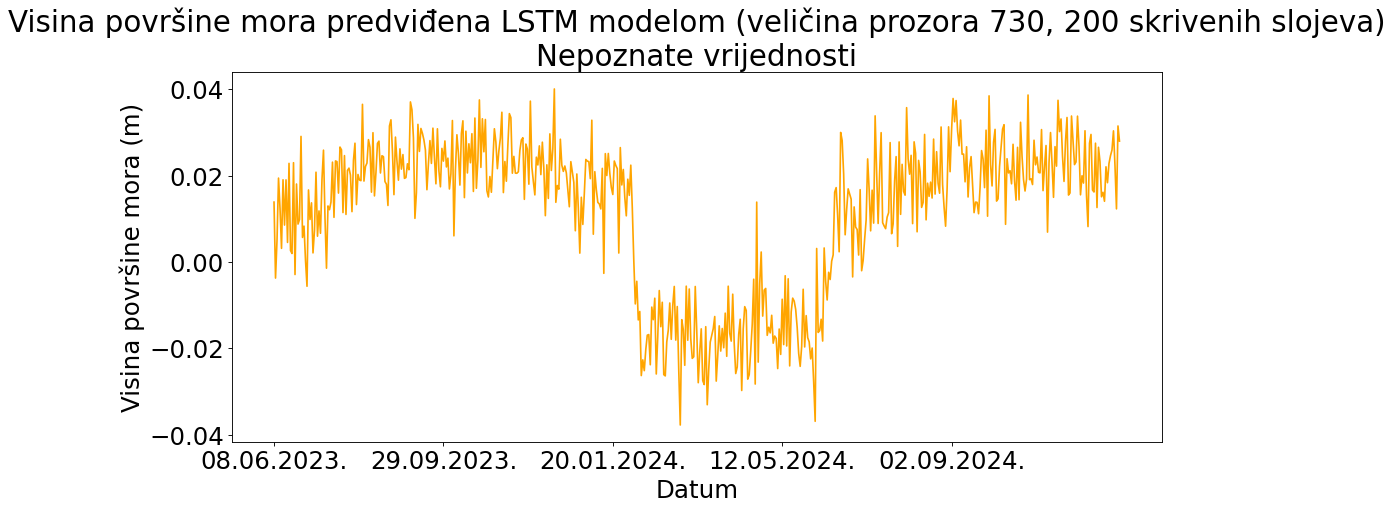 Visina površine mora predviđena LSTM modelom (veličina prozora 730, 200 skrivenih slojeva)
Nepoznate vrijednosti
Visina površine mora (m)
0.04
0.02
0.00
−0.02
−0.04
08.06.2023. 29.09.2023. 20.01.2024. 12.05.2024. 02.09.2024.
Datum